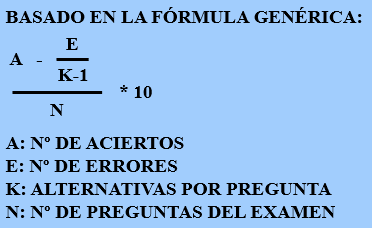 BASADO EN LA FÓRMULA GENÉRICA:
E
A -
K-1
* 10
N
A: Nº DE ACIERTOS
E: Nº DE ERRORES
K: ALTERNATIVAS POR PREGUNTA
N: Nº DE PREGUNTAS DEL EXAMEN